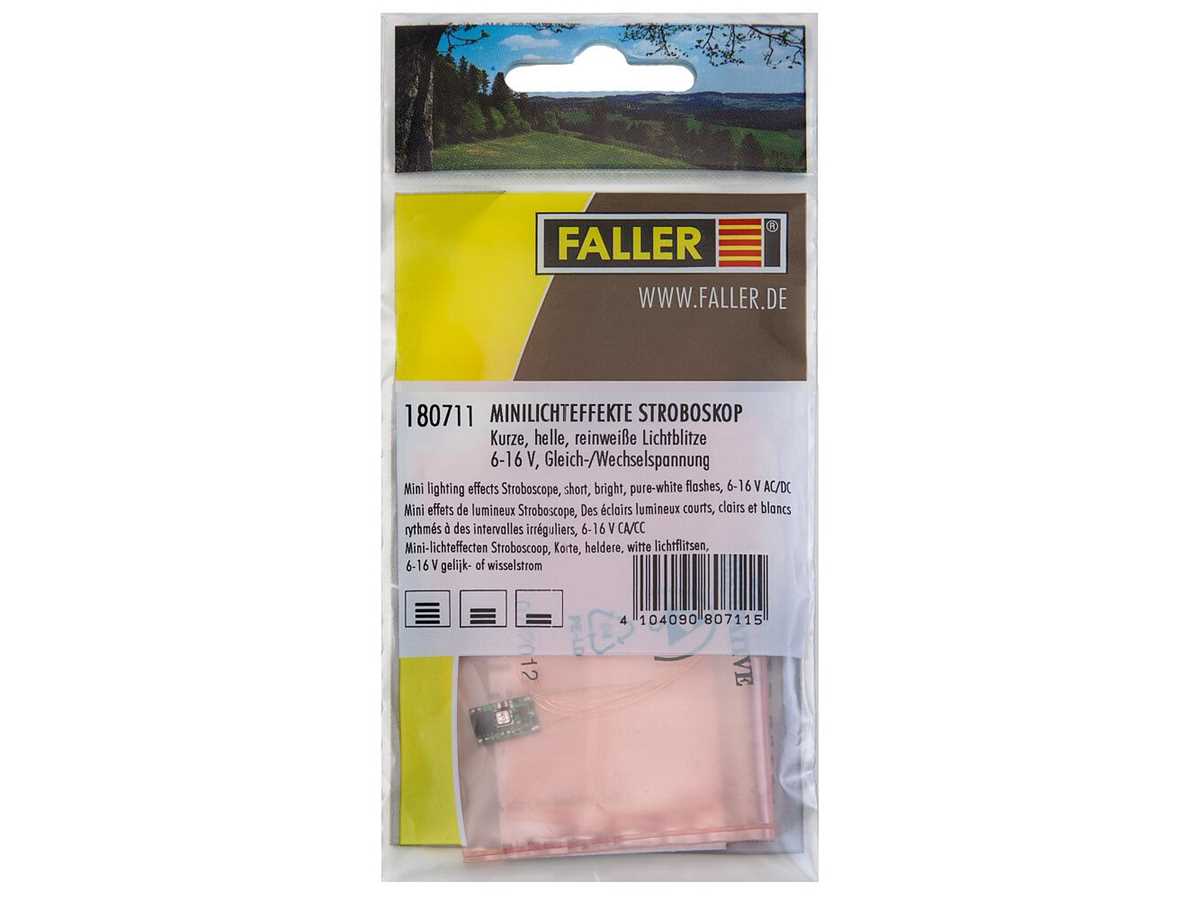 FALLER ®
WWW.FALLER.DE
180711 MINILICHTEFFEKTE STROBOSKOP
Kurze, helle, reinweiße Lichtblitze
6-16 V, Gleich-/Wechselspannung
Mini lighting effects Stroboscope, short, bright, pure-white flashes, 6-16 V AC/DC
Mini effets de lumineux Stroboscope, Des éclairs lumineux courts, clairs et blancs
rythmés à des intervalles irréguliers, 6-16 V CA/CC
Mini-lichteffecten Stroboscoop, Korte, heldere, witte lichtflitsen,
6-16 V gelijk- of wisselstrom
4 104090 807115
PE-LD